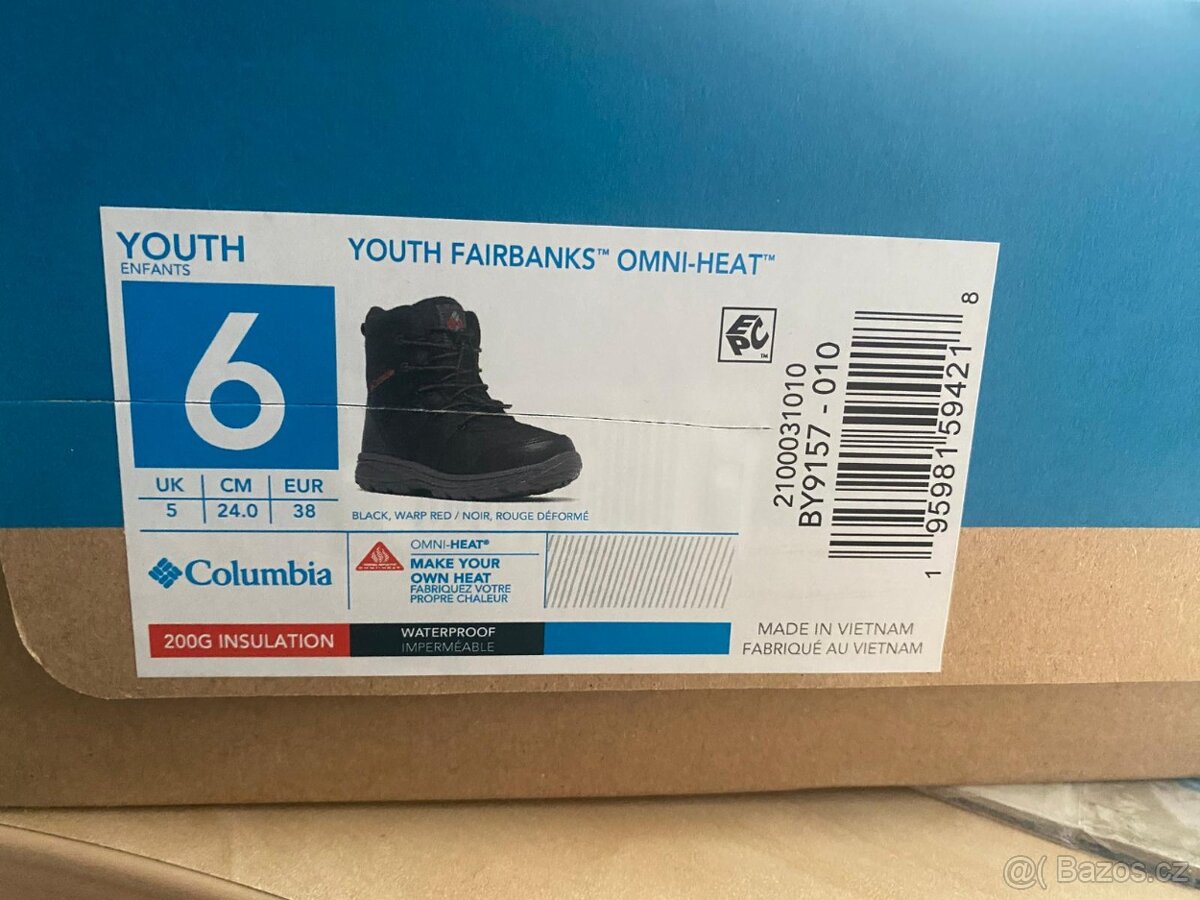 YOUTH
ENFANTS
YOUTH FAIRBANKS™ OMNI-HEAT™
6
UK CM EUR
5 24.0 38
BLACK, WARP RED / NOIR, ROUGE DÉFORMÉ
EPC™
2100031010
BY9157 - 010
1 95981 59421 8
Columbia
OMNI-HEAT®
MAKE YOUR
OWN HEAT
FABRIQUEZ VOTRE
PROPRE CHALEUR
200G INSULATION
WATERPROOF
IMPERMÉABLE
MADE IN VIETNAM
FABRIQUÉ AU VIETNAM
@( Bazos.cz